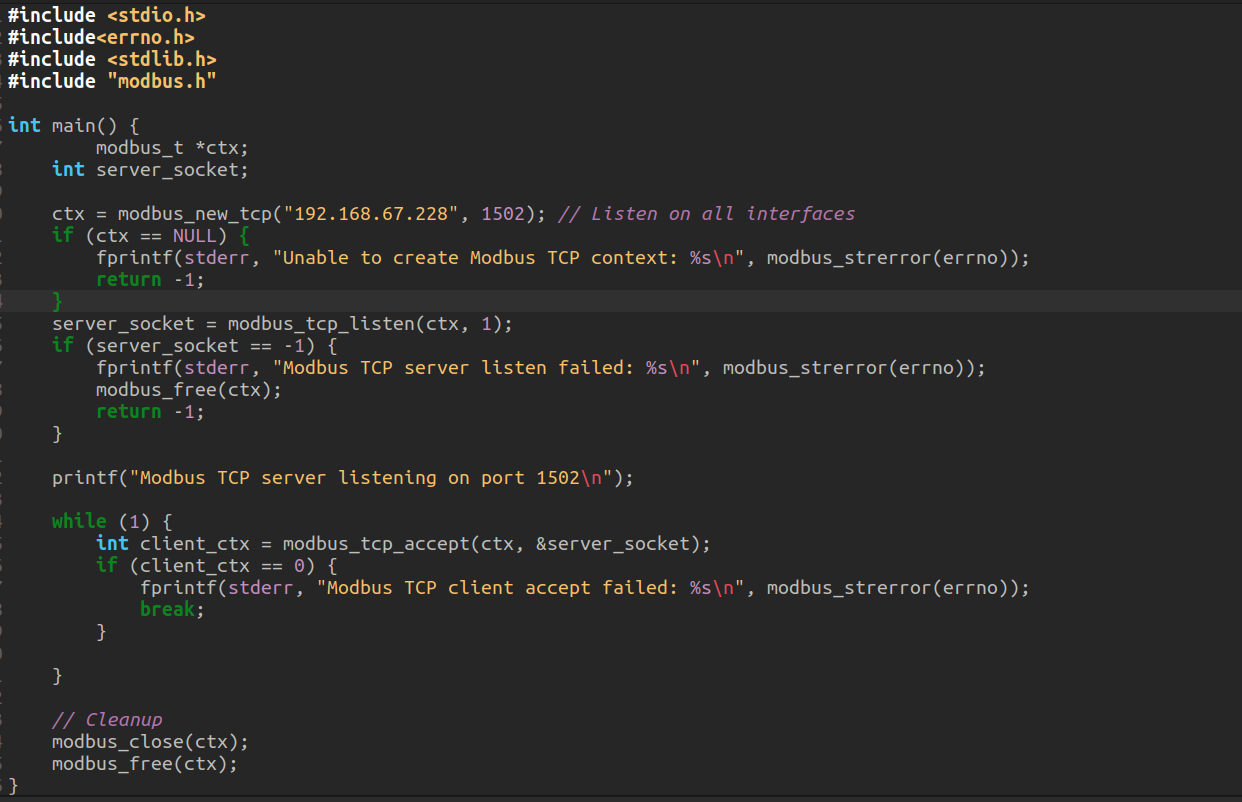 #include <stdio.h>
#include<errno.h>
#include <stdlib.h>
#include "modbus.h"
int main() {
modbus_t *ctx;
int server_socket;
ctx = modbus_new_tcp("192.168.67.228", 1502); // Listen on all interfaces
if (ctx == NULL) {
fprintf(stderr, "Unable to create Modbus TCP context: %s\n", modbus_strerror(errno));
return -1;
}
server_socket = modbus_tcp_listen(ctx, 1);
if (server_socket == -1) {
fprintf(stderr, "Modbus TCP server listen failed: %s\n", modbus_strerror(errno));
modbus_free(ctx);
return -1;
}
printf("Modbus TCP server listening on port 1502\n");
while (1) {
int client_ctx = modbus_tcp_accept(ctx, &server_socket);
if (client_ctx == 0) {
fprintf(stderr, "Modbus TCP client accept failed: %s\n", modbus_strerror(errno));
break;
}
}
// Cleanup
modbus_close(ctx);
modbus_free(ctx);
}